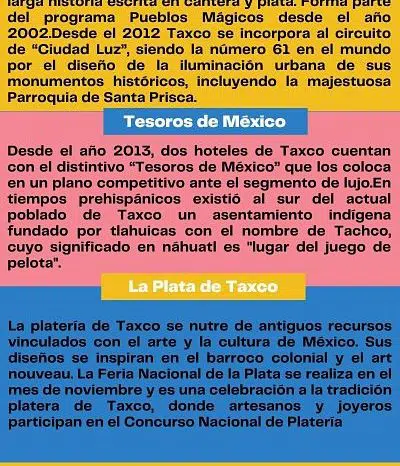 larga historia escrita en cantera y plata. Forma parte
del programa Pueblos Mágicos desde el año
2002.Desde el 2012 Taxco se incorpora al circuito
de “Ciudad Luz”, siendo la número 61 en el mundo
por el diseño de la iluminación urbana de sus
monumentos históricos, incluyendo la majestuosa
Parroquia de Santa Prisca.
Tesoros de México
Desde el año 2013, dos hoteles de Taxco cuentan
con el distintivo “Tesoros de México” que los coloca
en un plano competitivo ante el segmento de lujo.En
tiempos prehispánicos existió al sur del actual
poblado de Taxco un asentamiento indígena
fundado por tlahuicas con el nombre de Tachco,
cuyo significado en náhuatl es "lugar del juego de
pelota".
La Plata de Taxco
La platería de Taxco se nutre de antiguos recursos
vinculados con el arte y la cultura de México. Sus
diseños se inspiran en el barroco colonial y el art
nouveau. La Feria Nacional de la Plata se realiza en el
mes de noviembre y es una celebración a la tradición
platera de Taxco, donde artesanos y joyeros
participan en el Concurso Nacional de Platería